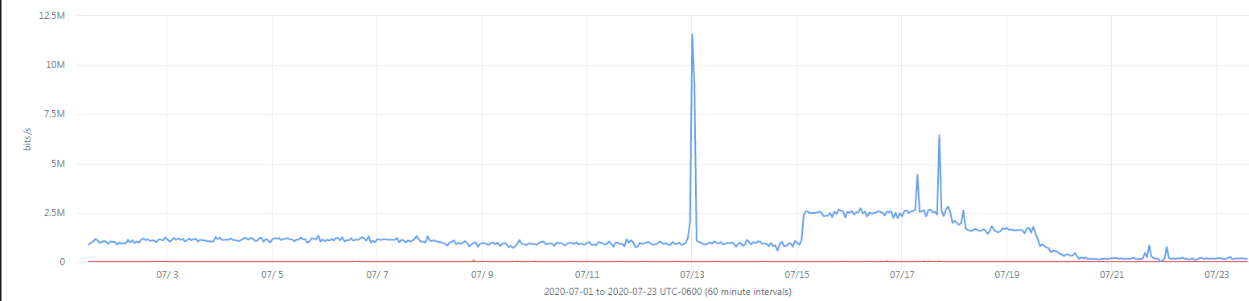 12.5M
10M
7.5M
5M
2.5M
0
bits/s
07/ 3
07/ 5
07/ 7
07/ 9
07/11
07/13
07/15
07/17
07/19
07/21
07/23
2020-07-01 to 2020-07-23 UTC-0600 (60 minute intervals)